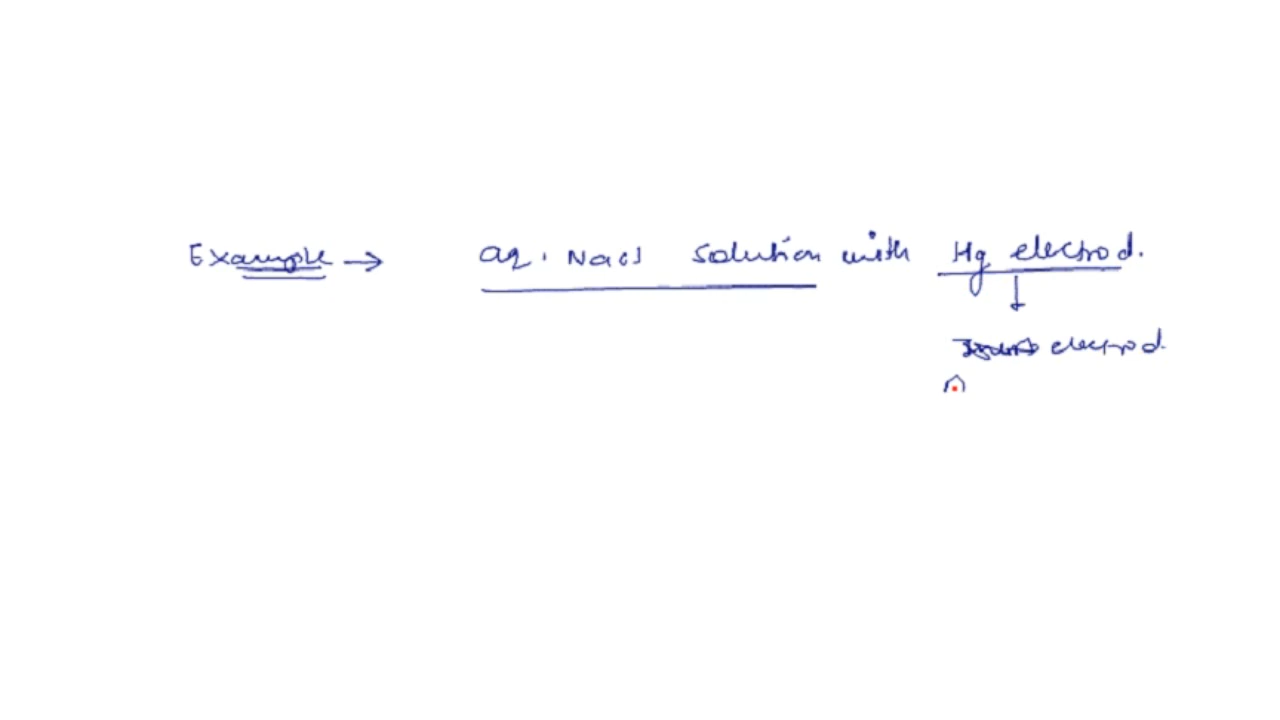 Example → aq. NaCl solution with Hg electrod.
↓
electrod.